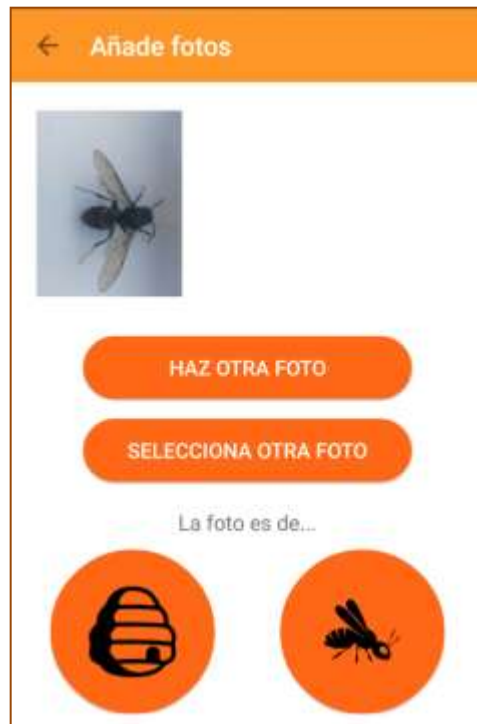 Añade fotos
HAZ OTRA FOTO
SELECCIONA OTRA FOTO
La foto es de...